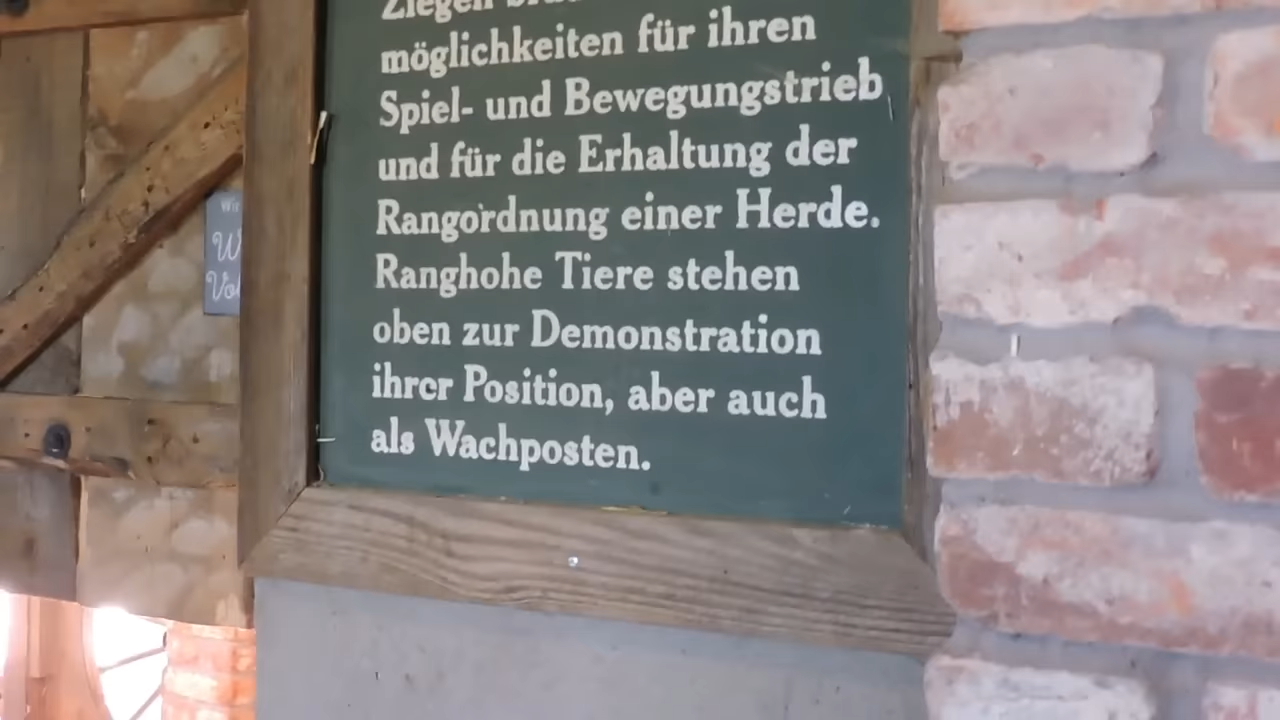 Ziegen
möglichkeiten für ihren
Spiel- und Bewegungstrieb
und für die Erhaltung der
Rangordnung einer Herde.
Ranghohe Tiere stehen
oben zur Demonstration
ihrer Position, aber auch
als Wachposten.